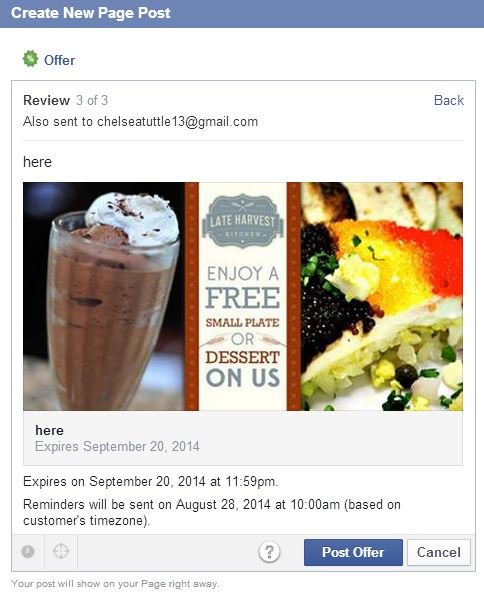 Create New Page Post
Offer
Review 3 of 3 Back
Also sent to chelseatuttle13@gmail.com
here
LATE HARVEST
KITCHEN
ENJOY A
FREE
SMALL PLATE
OR
DESSERT
ON US
here
Expires September 20, 2014
Expires on September 20, 2014 at 11:59pm.
Reminders will be sent on August 28, 2014 at 10:00am (based on
customer's timezone).
? Post Offer Cancel
Your post will show on your Page right away.